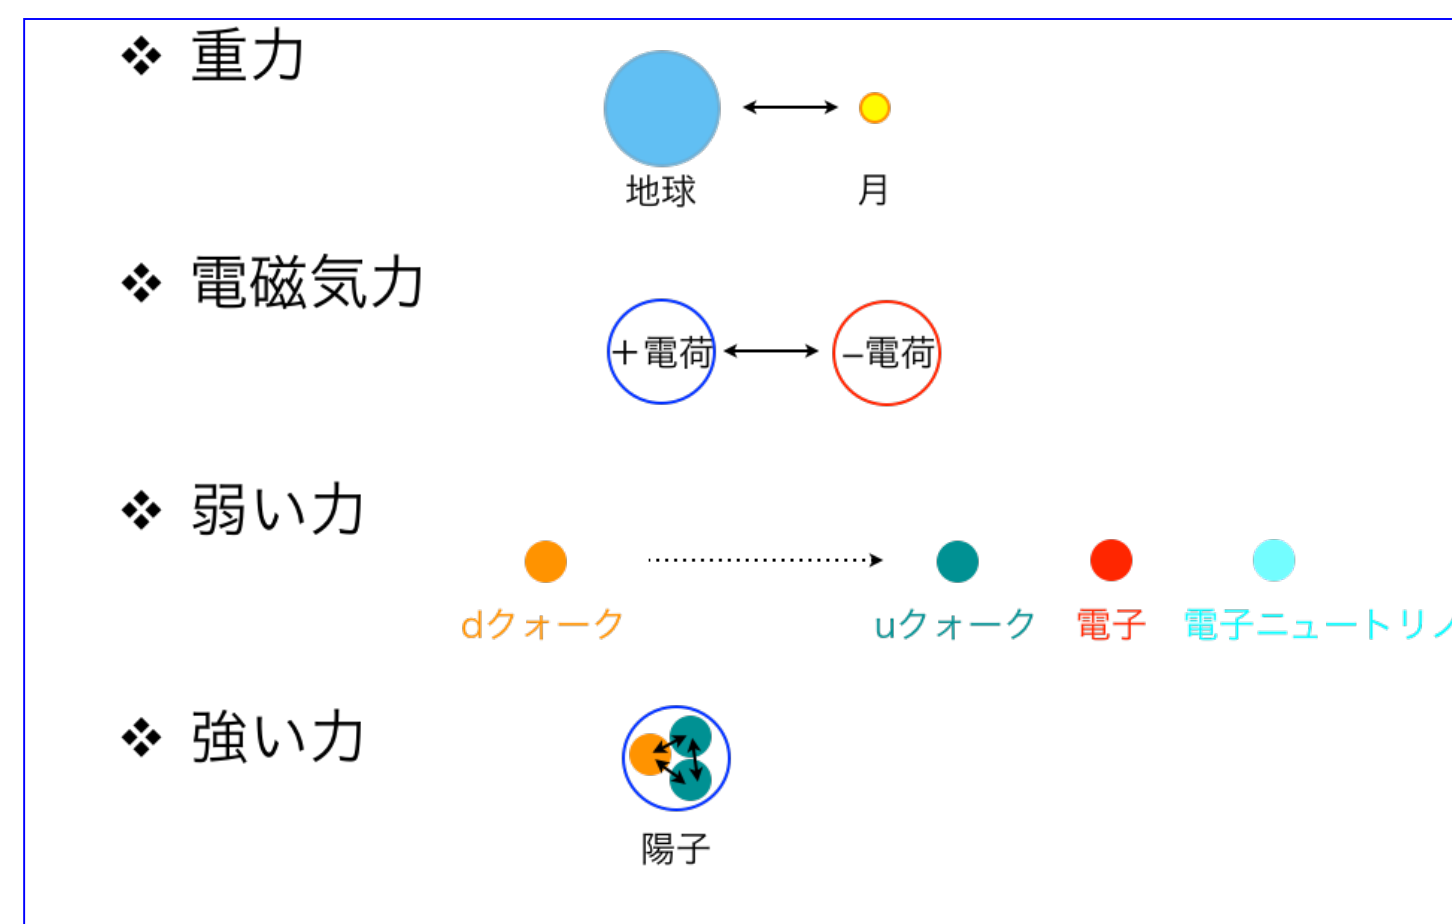 ❖ 重力
地球 月
❖ 電磁気力
+電荷 –電荷
❖ 弱い力
dクォーク uクォーク 電子 電子ニュートリノ
❖ 強い力
陽子